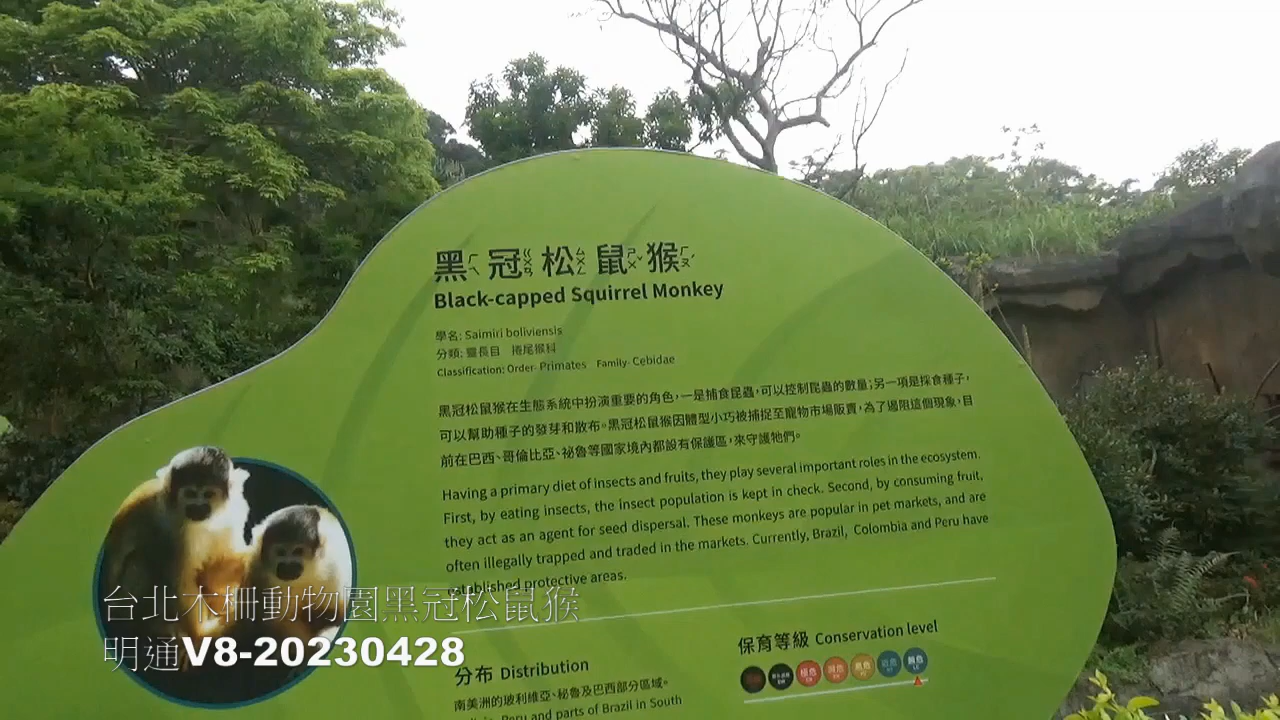 黑冠松鼠猴
Black-capped Squirrel Monkey
學名: Saimiri boliviensis
分類: 靈長目 捲尾猴科
Classification: Order- Primates Family- Cebidae
黑冠松鼠猴在生態系統中扮演重要的角色，一是捕食昆蟲，可以控制昆蟲的數量；另一項是採食種子，
可以幫助種子的發芽和散布。黑冠松鼠猴因體型小巧被捕捉至寵物市場販賣，為了遏阻這個現象，目
前在巴西、哥倫比亞、祕魯等國家境內都設有保護區，來守護牠們。
Having a primary diet of insects and fruits, they play several important roles in the ecosystem.
First, by eating insects, the insect population is kept in check. Second, by consuming fruit,
they act as an agent for seed dispersal. These monkeys are popular in pet markets, and are
often illegally trapped and traded in the markets. Currently, Brazil, Colombia and Peru have
established protective areas.
台北木柵動物園黑冠松鼠猴
明通V8-20230428
分布 Distribution
南美洲的玻利維亞、秘魯及巴西部分區域。
Peru and parts of Brazil in South
保育等級 Conservation level